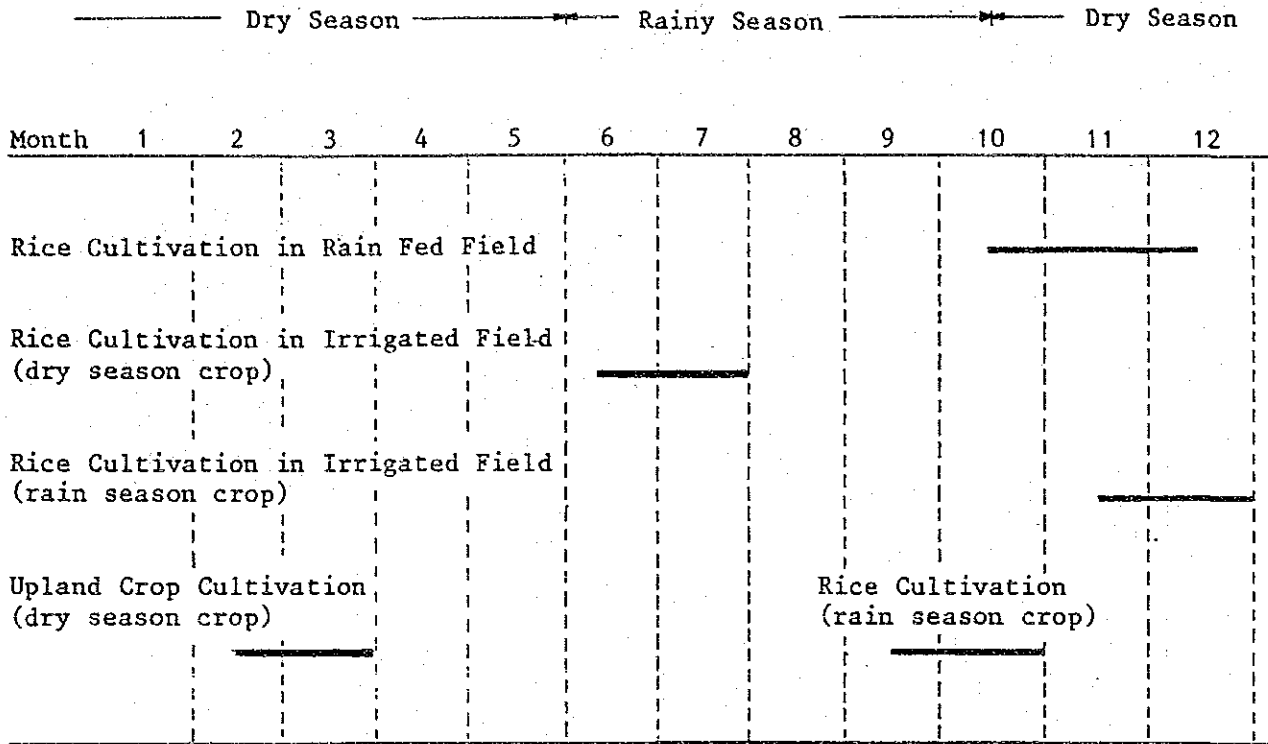 Dry Season Rainy Season Dry Season
Month 1 2 3 4 5 6 7 8 9 10 11 12
Rice Cultivation in Rain Fed Field
Rice Cultivation in Irrigated Field
(dry season crop)
Rice Cultivation in Irrigated Field
(rain season crop)
Upland Crop Cultivation
(dry season crop)
Rice Cultivation
(rain season crop)